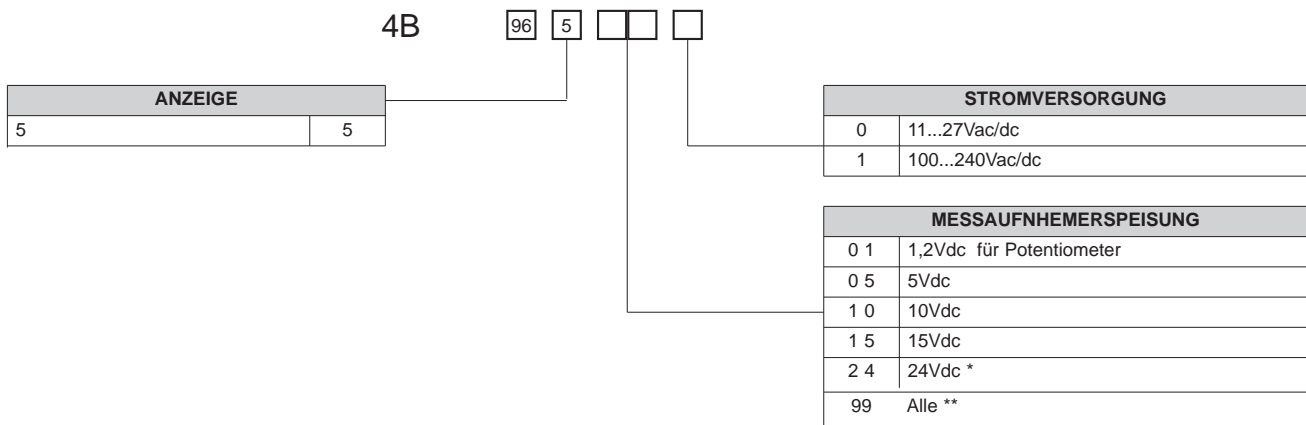 4B 96 5
ANZEIGE
5 5
STROMVERSORGUNG
0 11...27Vac/dc
1 100...240Vac/dc
MESSAUFNHEMERSPEISUNG
0 1 1,2Vdc für Potentiometer
0 5 5Vdc
1 0 10Vdc
1 5 15Vdc
2 4 24Vdc *
99 Alle **